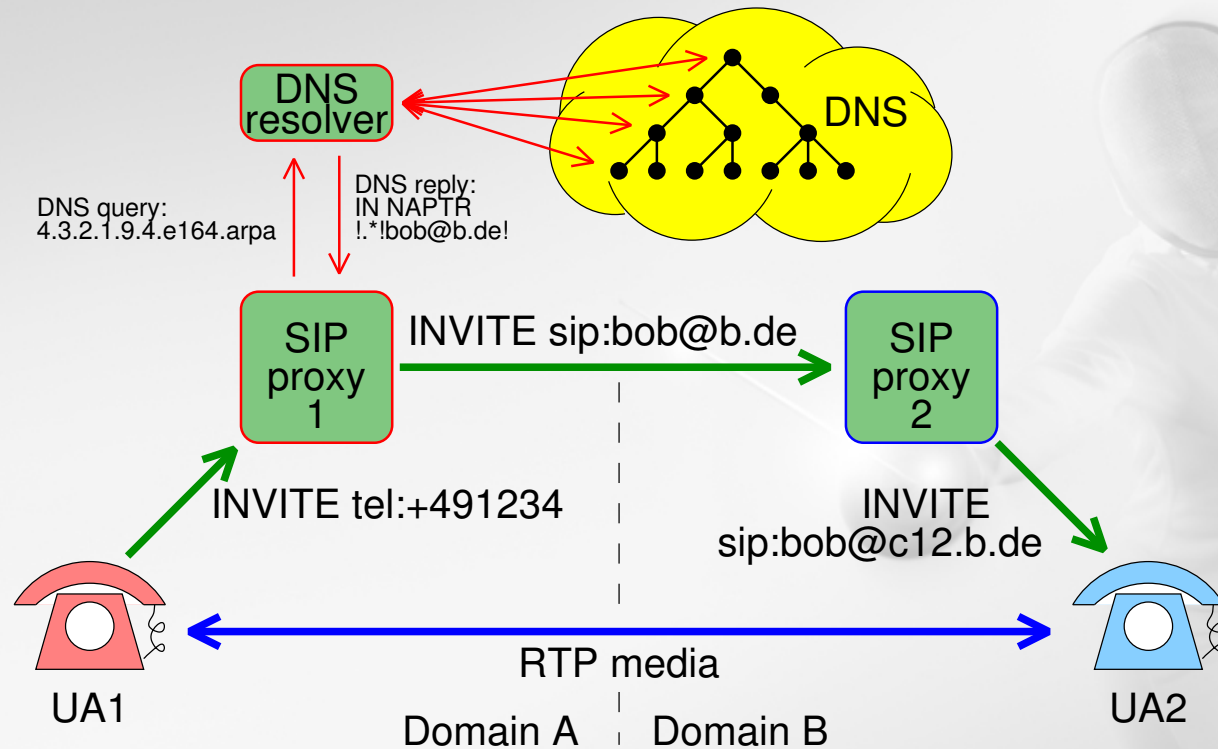 DNS
resolver
DNS
DNS query:
4.3.2.1.9.4.e164.arpa
DNS reply:
IN NAPTR
!.*!bob@b.de!
SIP
proxy
1
INVITE sip:bob@b.de
SIP
proxy
2
INVITE tel:+491234
INVITE
sip:bob@c12.b.de
RTP media
UA1
UA2
Domain A
Domain B